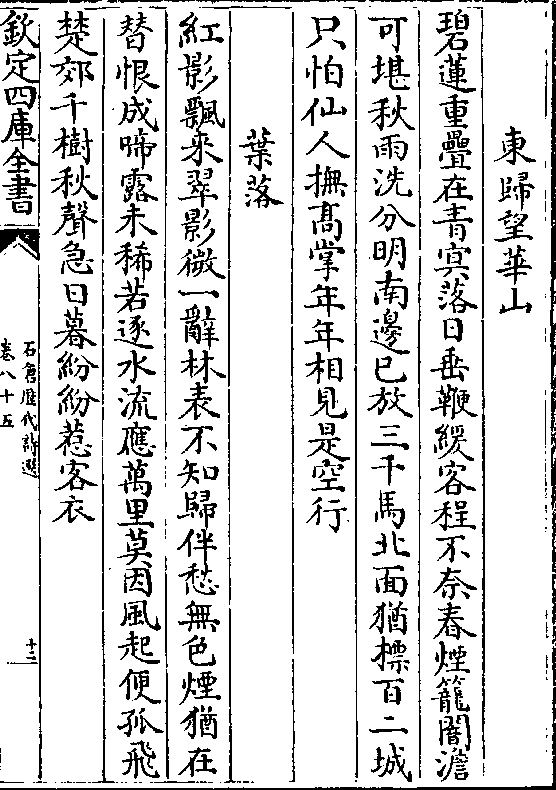 東歸望華山
碧蓮重疊在青冥落日垂鞭緩客程不奈春煙籠闇澹
可堪秋雨洗分明南邊已放三千馬北面猶標百二城
只怕仙人撫高掌年年相見是空行
葉落
紅影飄來翠影微一辭林表不知歸伴愁無色煙猶在
替恨成啼露未稀若逐水流應萬里莫因風起便孤飛
楚郊千樹秋聲急日暮紛紛惹客衣
欽定四庫全書
石倉歷代詩選
卷八十五
十二